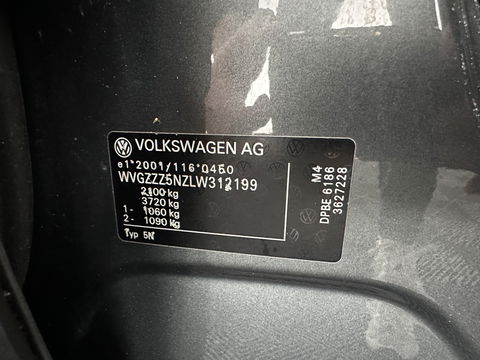 VOLKSWAGEN AG
e1*2001/116*0450
WVGZZZ5NZLW312199
2100 kg
3720 kg
1- 1060 kg
2- 1090 kg
Typ 5N
M4
DPBE 6186
3627228